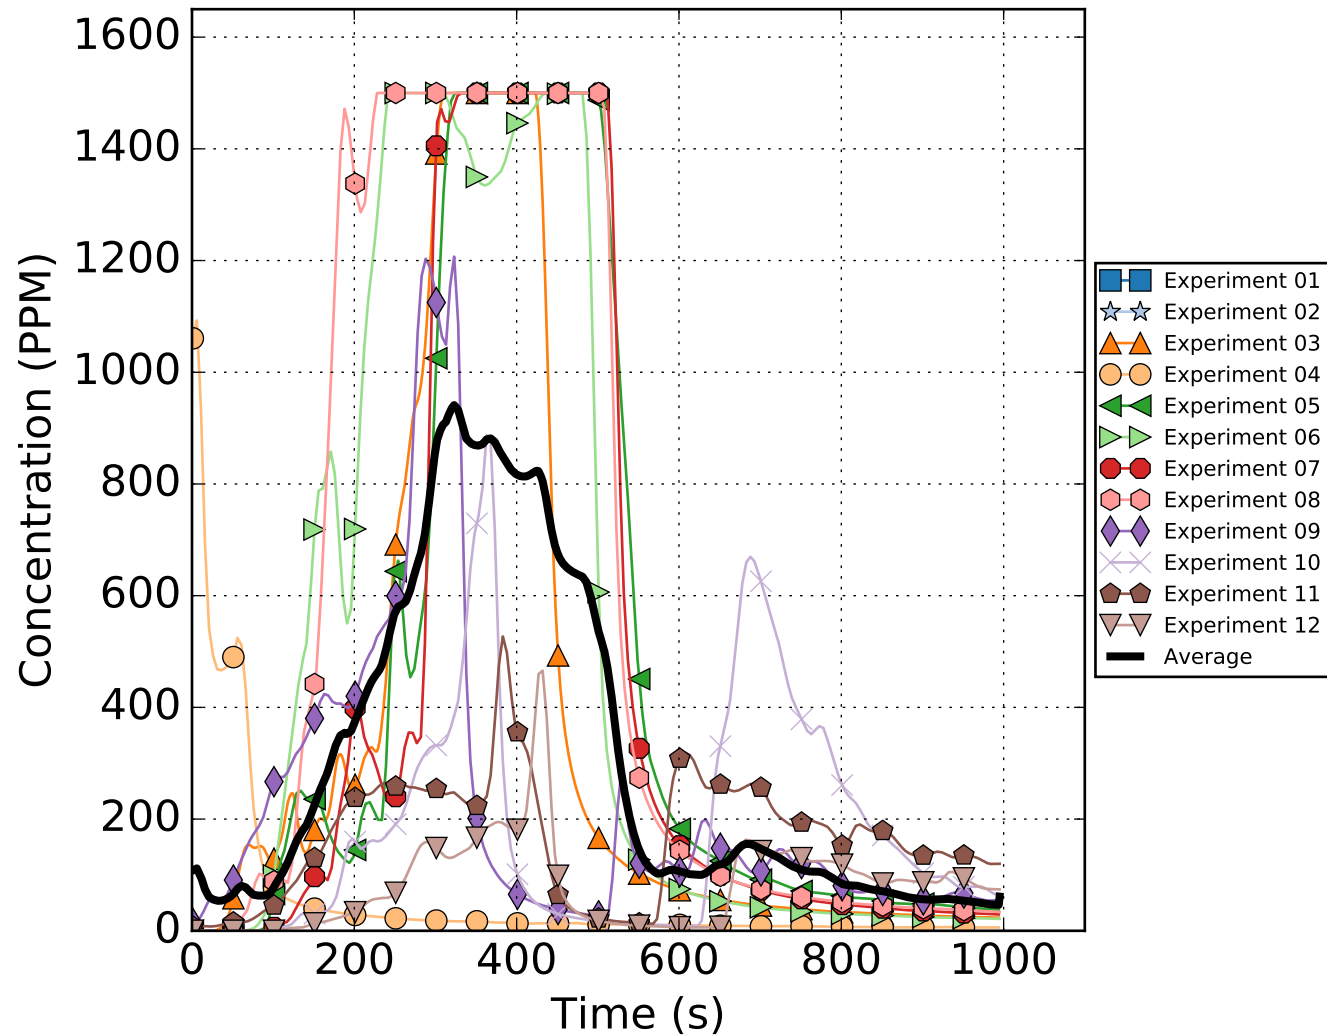 1600
1400
1200
1000
800
600
400
200
0
Concentration (PPM)
0 200 400 600 800 1000
Time (s)
Experiment 01
Experiment 02
Experiment 03
Experiment 04
Experiment 05
Experiment 06
Experiment 07
Experiment 08
Experiment 09
Experiment 10
Experiment 11
Experiment 12
Average